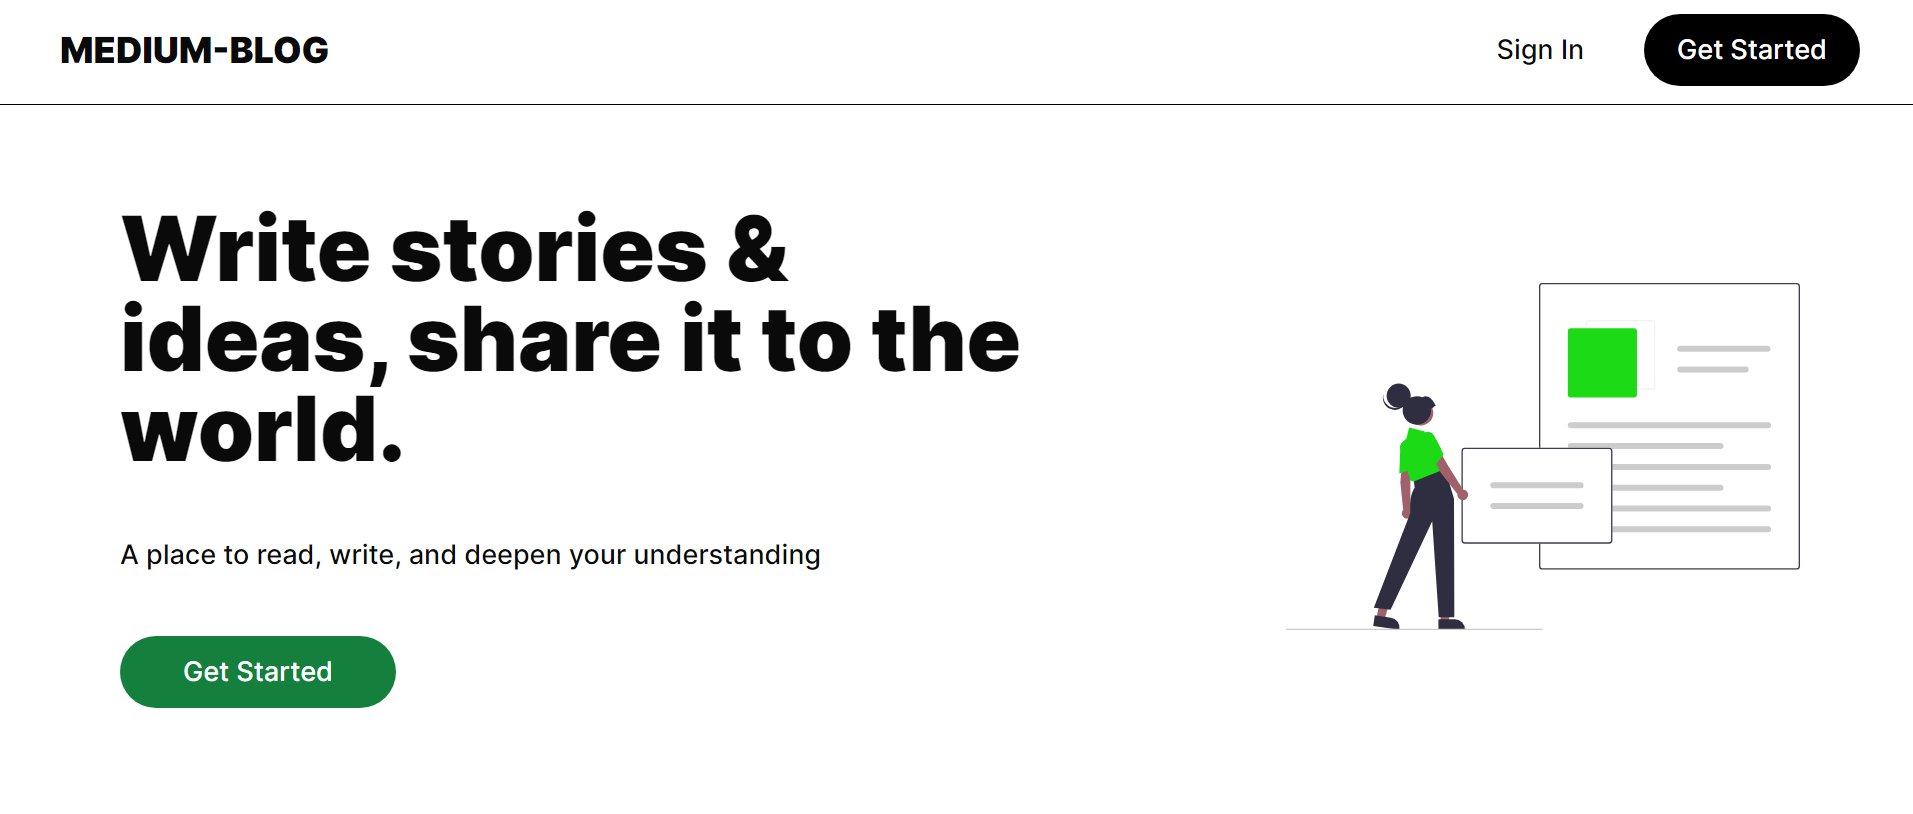 MEDIUM-BLOG
Sign In
Get Started
Write stories &
ideas, share it to the
world.
A place to read, write, and deepen your understanding
Get Started